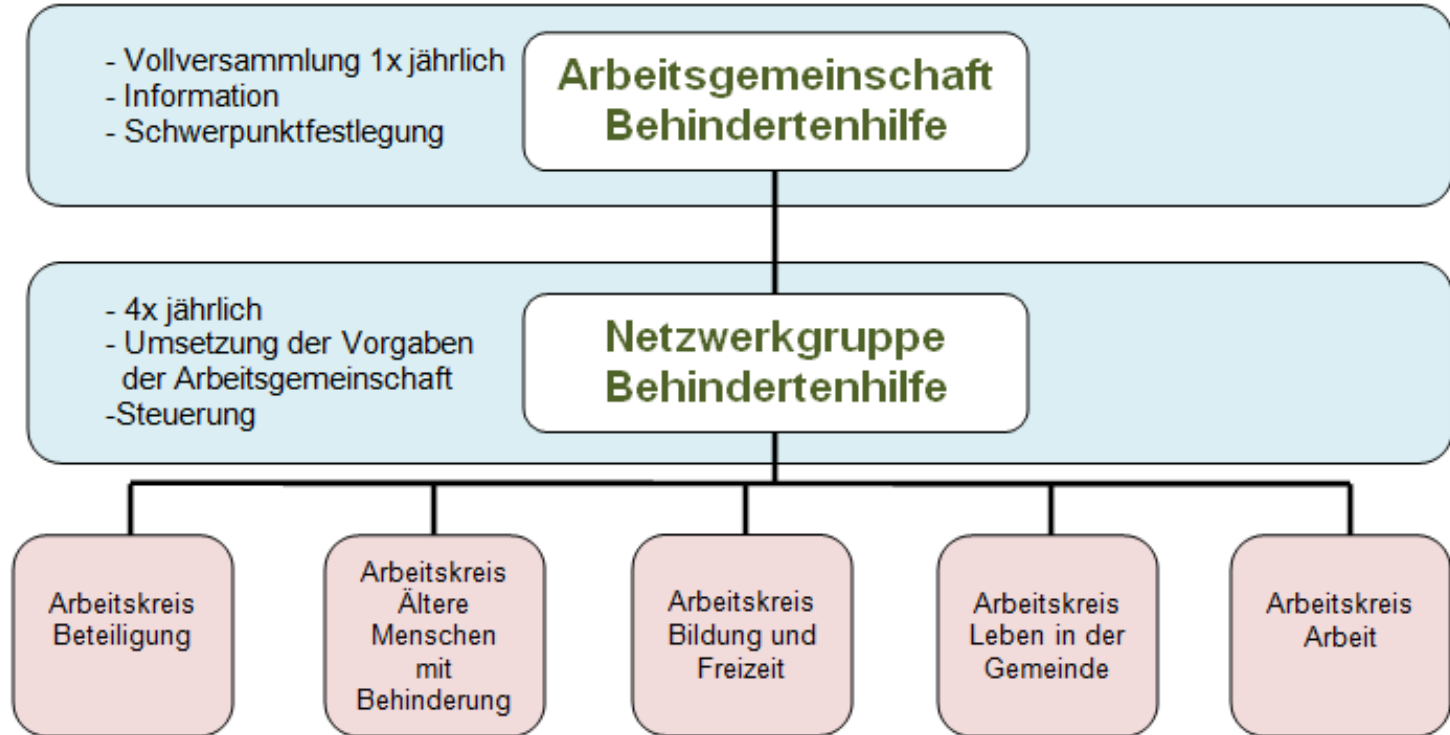 - Vollversammlung 1x jährlich
- Information
- Schwerpunktfestlegung
Arbeitsgemeinschaft
Behindertenhilfe
- 4x jährlich
- Umsetzung der Vorgaben
der Arbeitsgemeinschaft
-Steuerung
Netzwerkgruppe
Behindertenhilfe
Arbeitskreis
Beteiligung
Arbeitskreis
Ältere
Menschen
mit
Behinderung
Arbeitskreis
Bildung und
Freizeit
Arbeitskreis
Leben in der
Gemeinde
Arbeitskreis
Arbeit